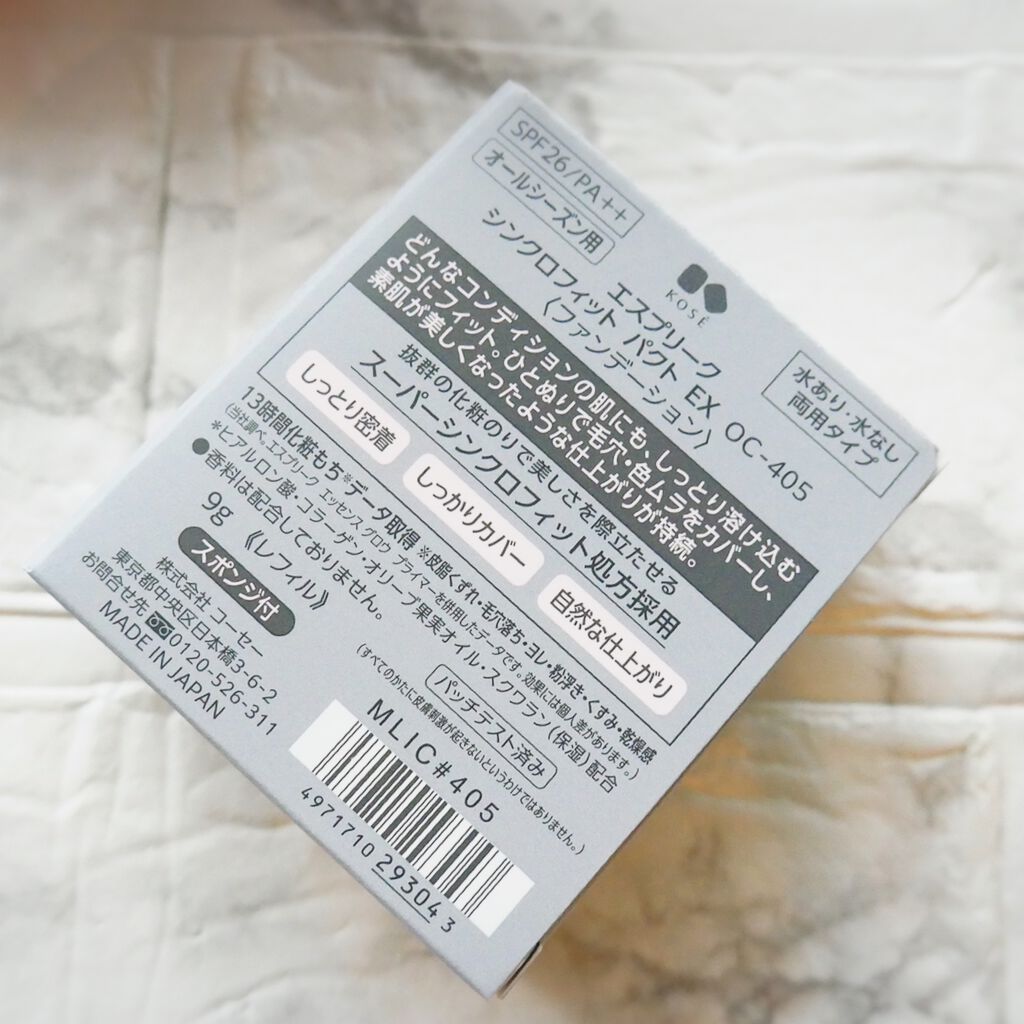 SPF26/PA++
オールシーズン用
KOSÉ
エスプリーク
シンクロフィット パクト EX OC-405
〈ファンデーション〉
水あり・水なし
両用タイプ
どんなコンディションの肌にも、しっとり溶け込む
ようにフィット。ひとぬりで毛穴・色ムラをカバーし、
素肌が美しくなったような仕上がりが持続。
抜群の化粧のりで美しさを際立たせる
スーパーシンクロフィット処方採用
しっとり密着
しっかりカバー
自然な仕上がり
13時間化粧もち※データ取得 ※皮脂くずれ・毛穴落ち・ヨレ・粉浮き・くすみ・乾燥感
(当社調べ。エスプリーク エッセンス グロウ プライマーを併用したデータです。効果には個人差があります。)
*ヒアルロン酸・コラーゲン・オリーブ果実オイル・スクワラン(保湿)配合
●香料は配合しておりません。
パッチテスト済み
(すべてのかたに皮膚刺激が起きないというわけではありません。)
9g 《レフィル》
スポンジ付
株式会社 コーセー
東京都中央区日本橋3-6-2
お問合せ先 0120-526-311
MADE IN JAPAN
MLIC#405
4971710293043